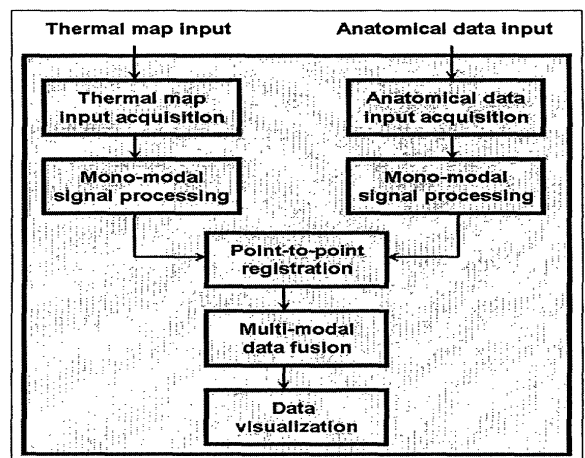 Thermal map input Anatomical data input
Thermal map
input acquisition
Anatomical data
input acquisition
Mono-modal
signal processing
Mono-modal
signal processing
Point-to-point
registration
Multi-modal
data fusion
Data
visualization